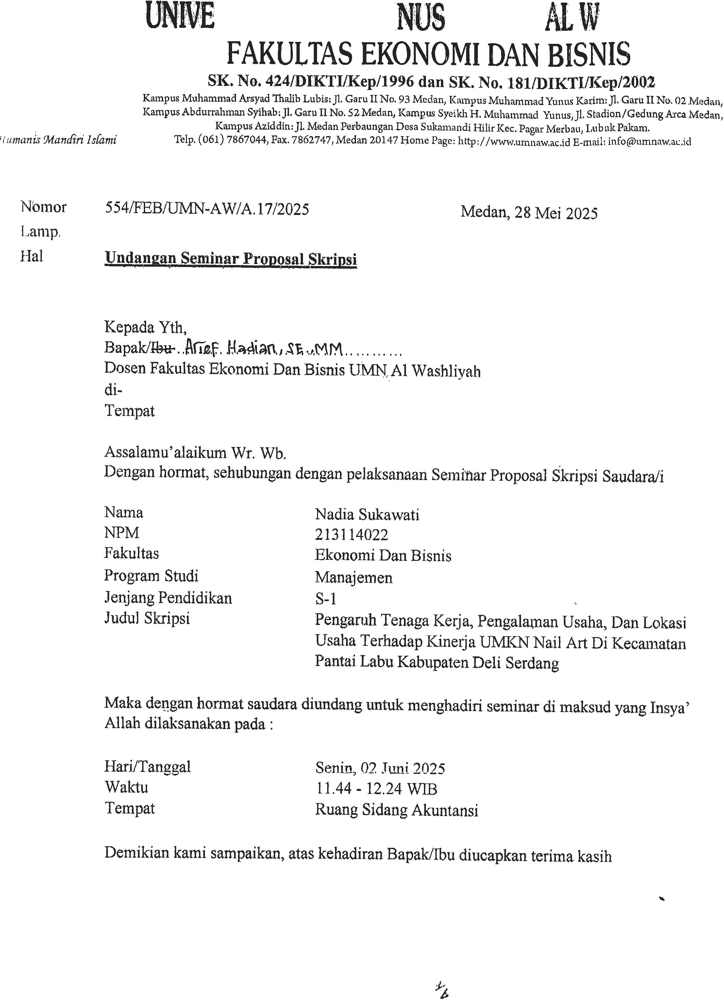 UNIVE NUS AL W
FAKULTAS EKONOMI DAN BISNIS
SK. No. 424/DIKTI/Kep/1996 dan SK. No. 181/DIKTI/Kep/2002
Kampus Muhammad Arsyad Thalib Lubis: Jl. Garu II No. 93 Medan, Kampus Muhammad Yunus Karim: Jl. Garu II No. 02 Medan,
Kampus Abdurrahman Syihab: Jl. Garu II No. 52 Medan, Kampus Syeikh H. Muhammad Yunus, Jl. Stadion/Gedung Arca Medan,
Kampus Aziddin: Jl. Medan Perbaungan Desa Sukamandi Hilir Kec. Pagar Merbau, Lubuk Pakam.
Humanis Mandiri Islami Telp. (061) 7867044, Fax. 7862747, Medan 20147 Home Page: http://www.umnaw.ac.id E-mail: info@umnaw.ac.id
Nomor 554/FEB/UMN-AW/A.17/2025 Medan, 28 Mei 2025
Lamp.
Hal Undangan Seminar Proposal Skripsi
Kepada Yth,
Bapak/Ibu..Arief. Hadian., SE.,MM...........
Dosen Fakultas Ekonomi Dan Bisnis UMN Al Washliyah
di-
Tempat
Assalamu’alaikum Wr. Wb.
Dengan hormat, sehubungan dengan pelaksanaan Seminar Proposal Skripsi Saudara/i
Nama Nadia Sukawati
NPM 213114022
Fakultas Ekonomi Dan Bisnis
Program Studi Manajemen
Jenjang Pendidikan S-1
Judul Skripsi Pengaruh Tenaga Kerja, Pengalaman Usaha, Dan Lokasi
Usaha Terhadap Kinerja UMKN Nail Art Di Kecamatan
Pantai Labu Kabupaten Deli Serdang
Maka dengan hormat saudara diundang untuk menghadiri seminar di maksud yang Insya’
Allah dilaksanakan pada :
Hari/Tanggal Senin, 02 Juni 2025
Waktu 11.44 - 12.24 WIB
Tempat Ruang Sidang Akuntansi
Demikian kami sampaikan, atas kehadiran Bapak/Ibu diucapkan terima kasih